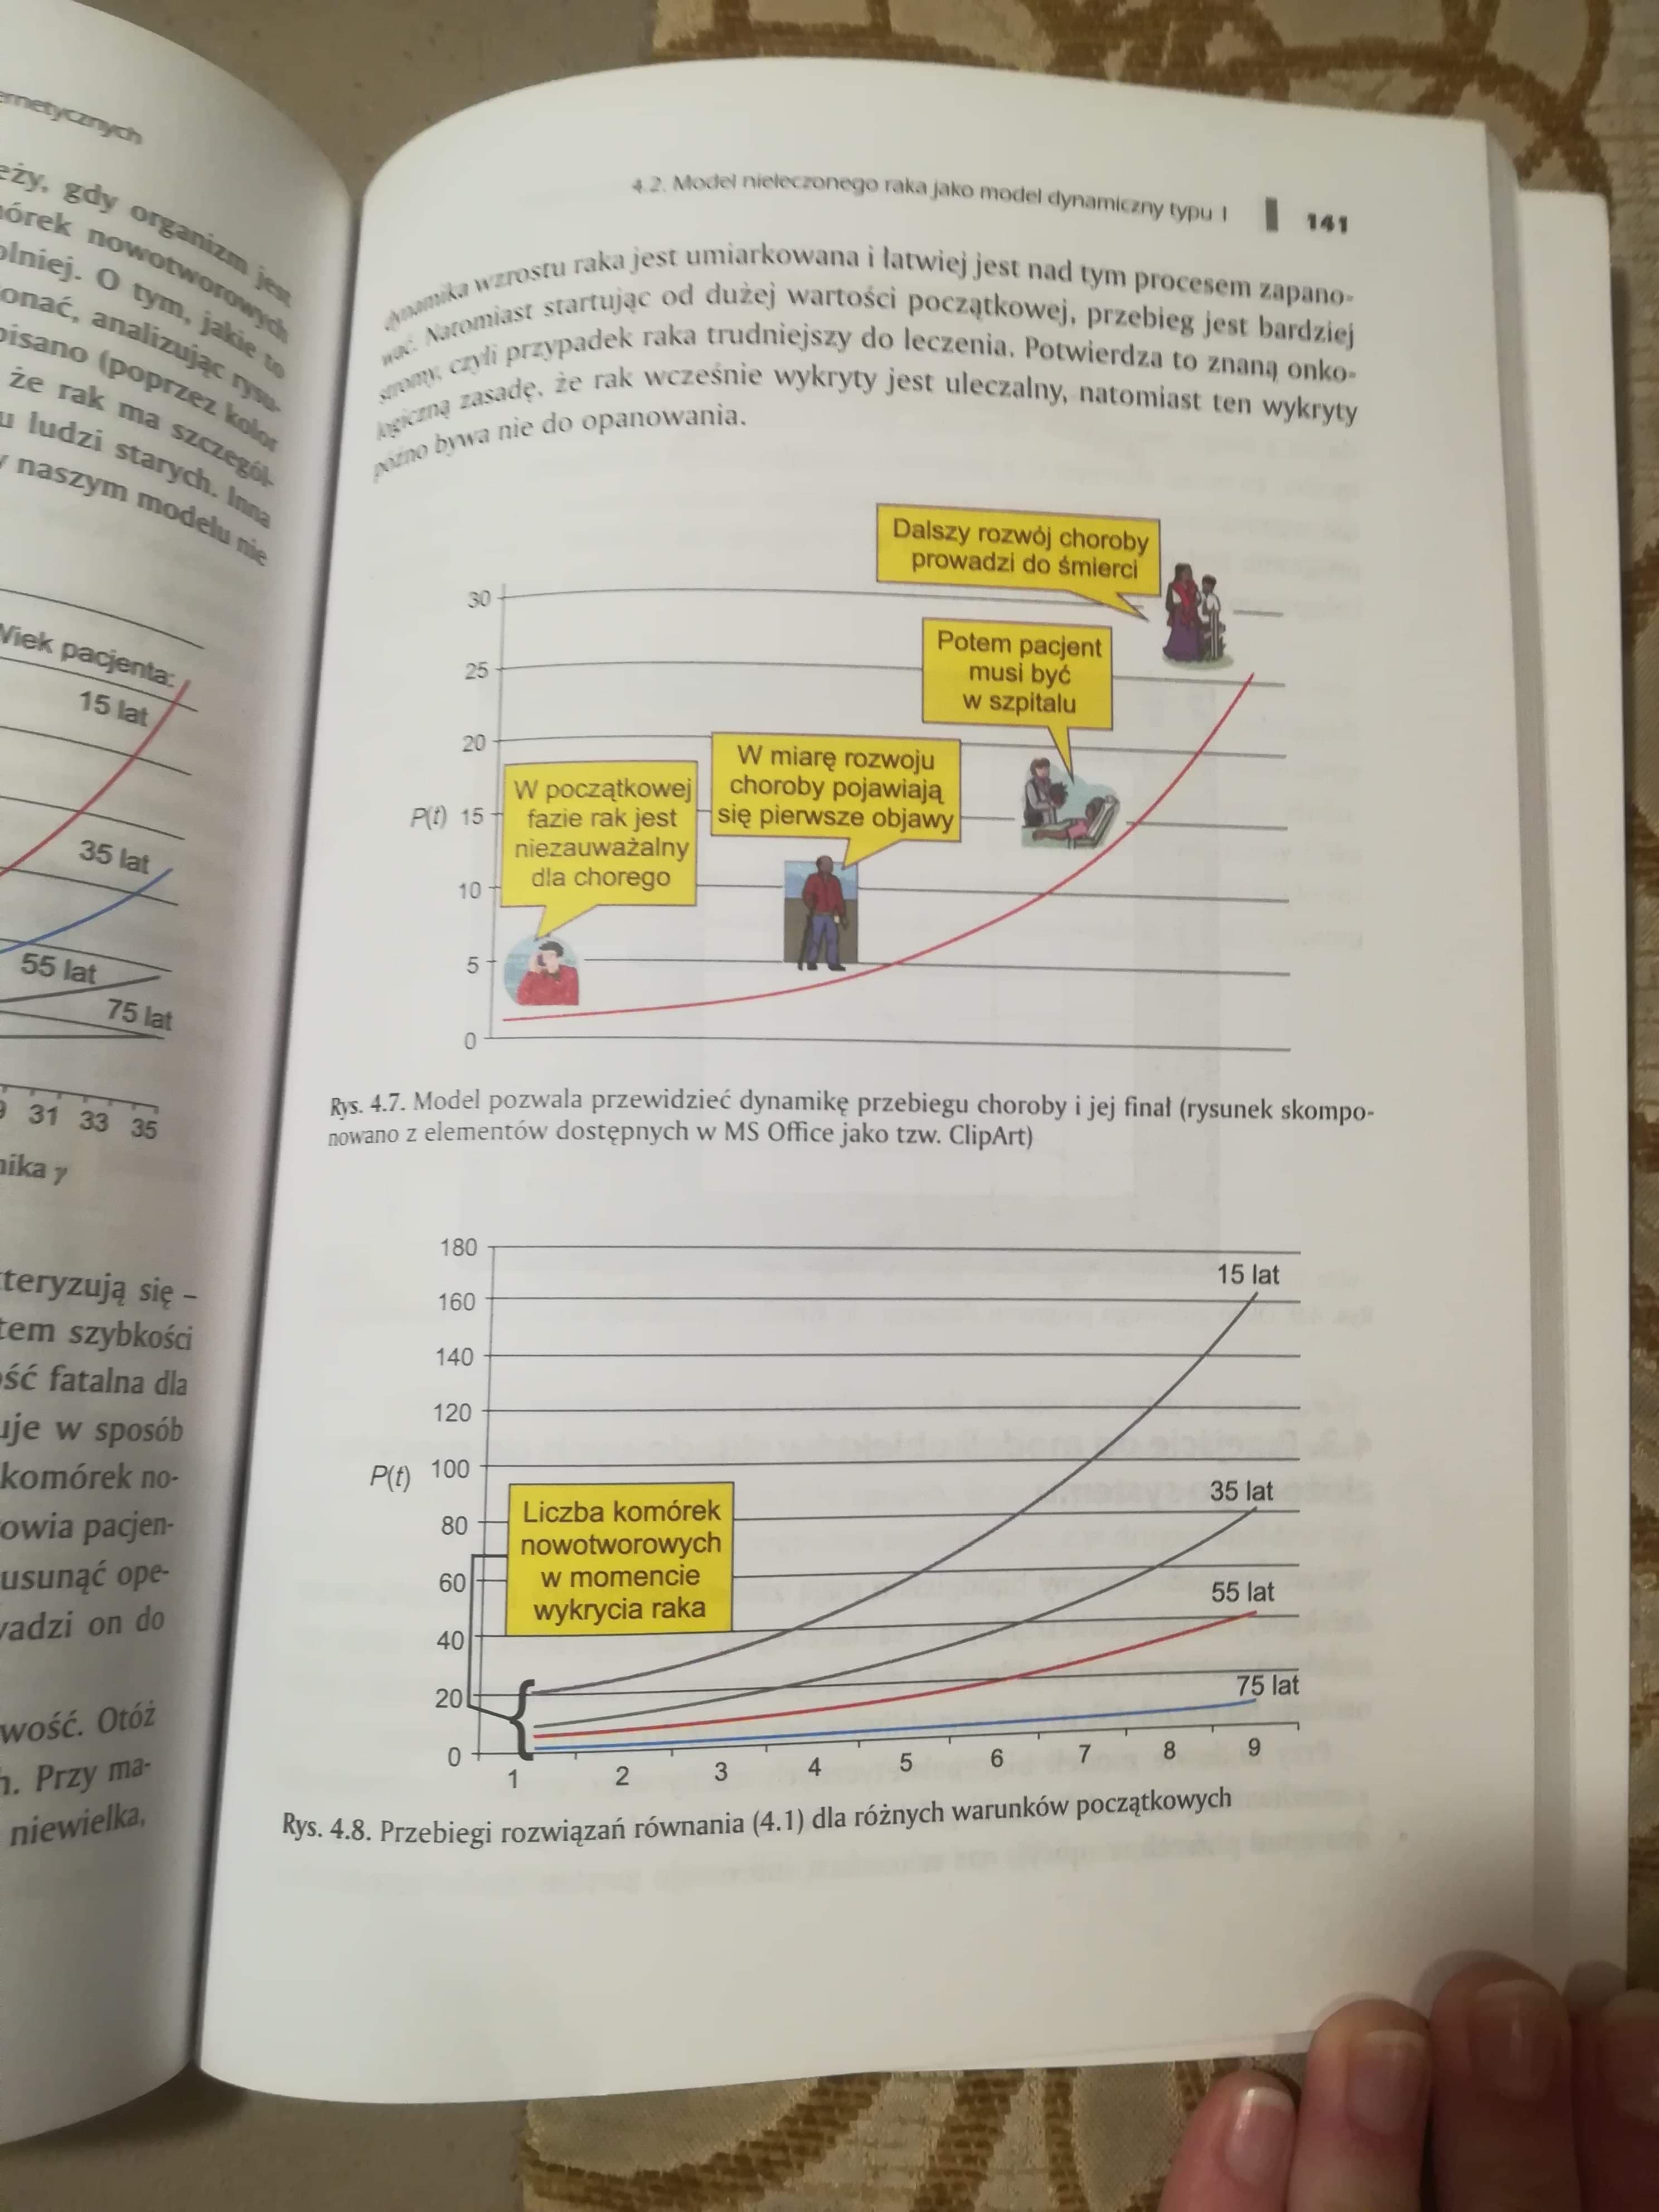 ernetycznych
eży, gdy organizm jest
órek nowotworowych
olniej. O tym, jakie to
onać, analizując rysu-
pisano (poprzez kolor
że rak ma szczegól-
u ludzi starych. Inna
naszym modelu nie
Wiek pacjenta:
15 lat
35 lat
55 lat
75 lat
31 33 35
nika γ
teryzują się –
tem szybkości
ość fatalna dla
uje w sposób
komórek no-
owia pacjen-
usunąć ope-
wadzi on do
wość. Otóż
Przy ma-
niewielka,
4.2. Model nieleczonego raka jako model dynamiczny typu I 141
dynamika wzrostu raka jest umiarkowana i łatwiej jest nad tym procesem zapano-
wać. Natomiast startując od dużej wartości początkowej, przebieg jest bardziej
stromy, czyli przypadek raka trudniejszy do leczenia. Potwierdza to znaną onko-
logiczną zasadę, że rak wcześnie wykryty jest uleczalny, natomiast ten wykryty
późno bywa nie do opanowania.
Dalszy rozwój choroby
prowadzi do śmierci
Potem pacjent
musi być
w szpitalu
W miarę rozwoju
choroby pojawiają
się pierwsze objawy
W początkowej
fazie rak jest
niezauważalny
dla chorego
30
25
20
P(t) 15
10
5
0
Rys. 4.7. Model pozwala przewidzieć dynamikę przebiegu choroby i jej finał (rysunek skompo-
nowano z elementów dostępnych w MS Office jako tzw. ClipArt)
180
160
140
120
P(t) 100
80
60
40
20
0
15 lat
35 lat
55 lat
75 lat
Liczba komórek
nowotworowych
w momencie
wykrycia raka
1 2 3 4 5 6 7 8 9
Rys. 4.8. Przebiegi rozwiązań równania (4.1) dla różnych warunków początkowych